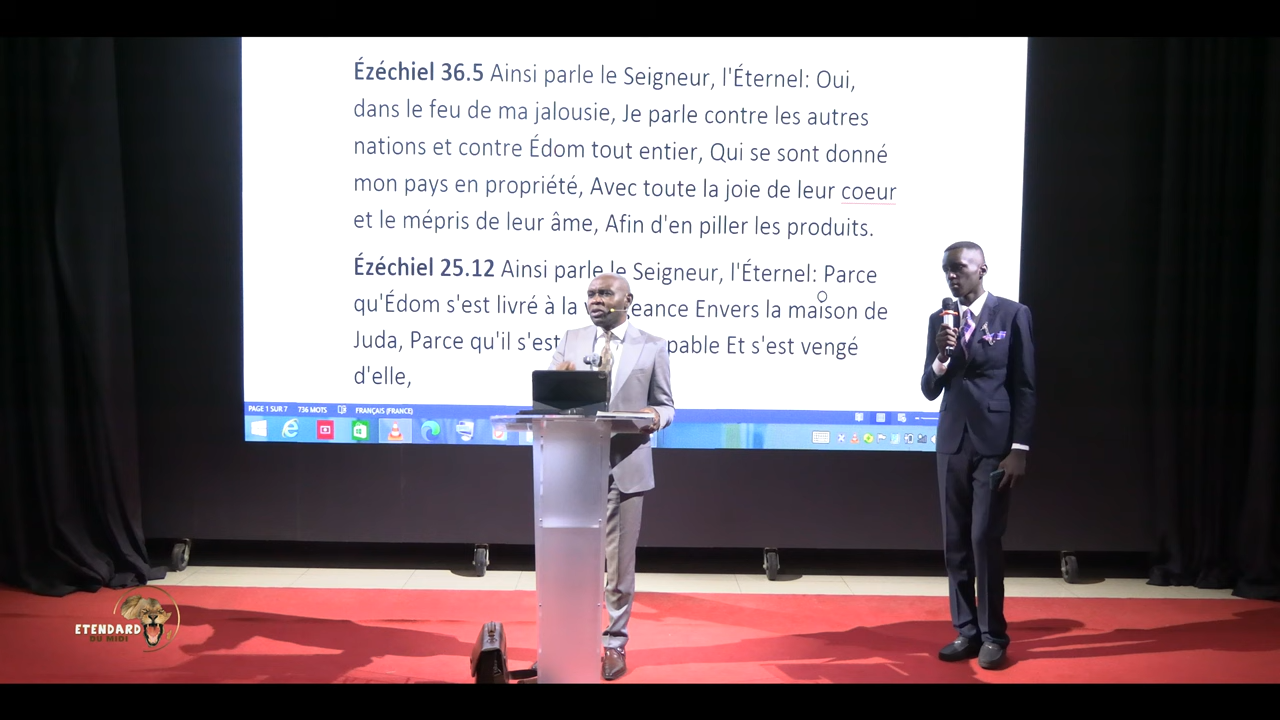 Ézéchiel 36.5 Ainsi parle le Seigneur, l'Éternel: Oui,
dans le feu de ma jalousie, Je parle contre les autres
nations et contre Édom tout entier, Qui se sont donné
mon pays en propriété, Avec toute la joie de leur coeur
et le mépris de leur âme, Afin d'en piller les produits.
Ézéchiel 25.12 Ainsi parle le Seigneur, l'Éternel: Parce
qu'Édom s'est livré à la eance Envers la maison de
Juda, Parce qu'il s'est pable Et s'est vengé
d'elle,
PAGE 1 SUR 7 736 MOTS FRANÇAIS (FRANCE)
ETENDARD
DU MIDI